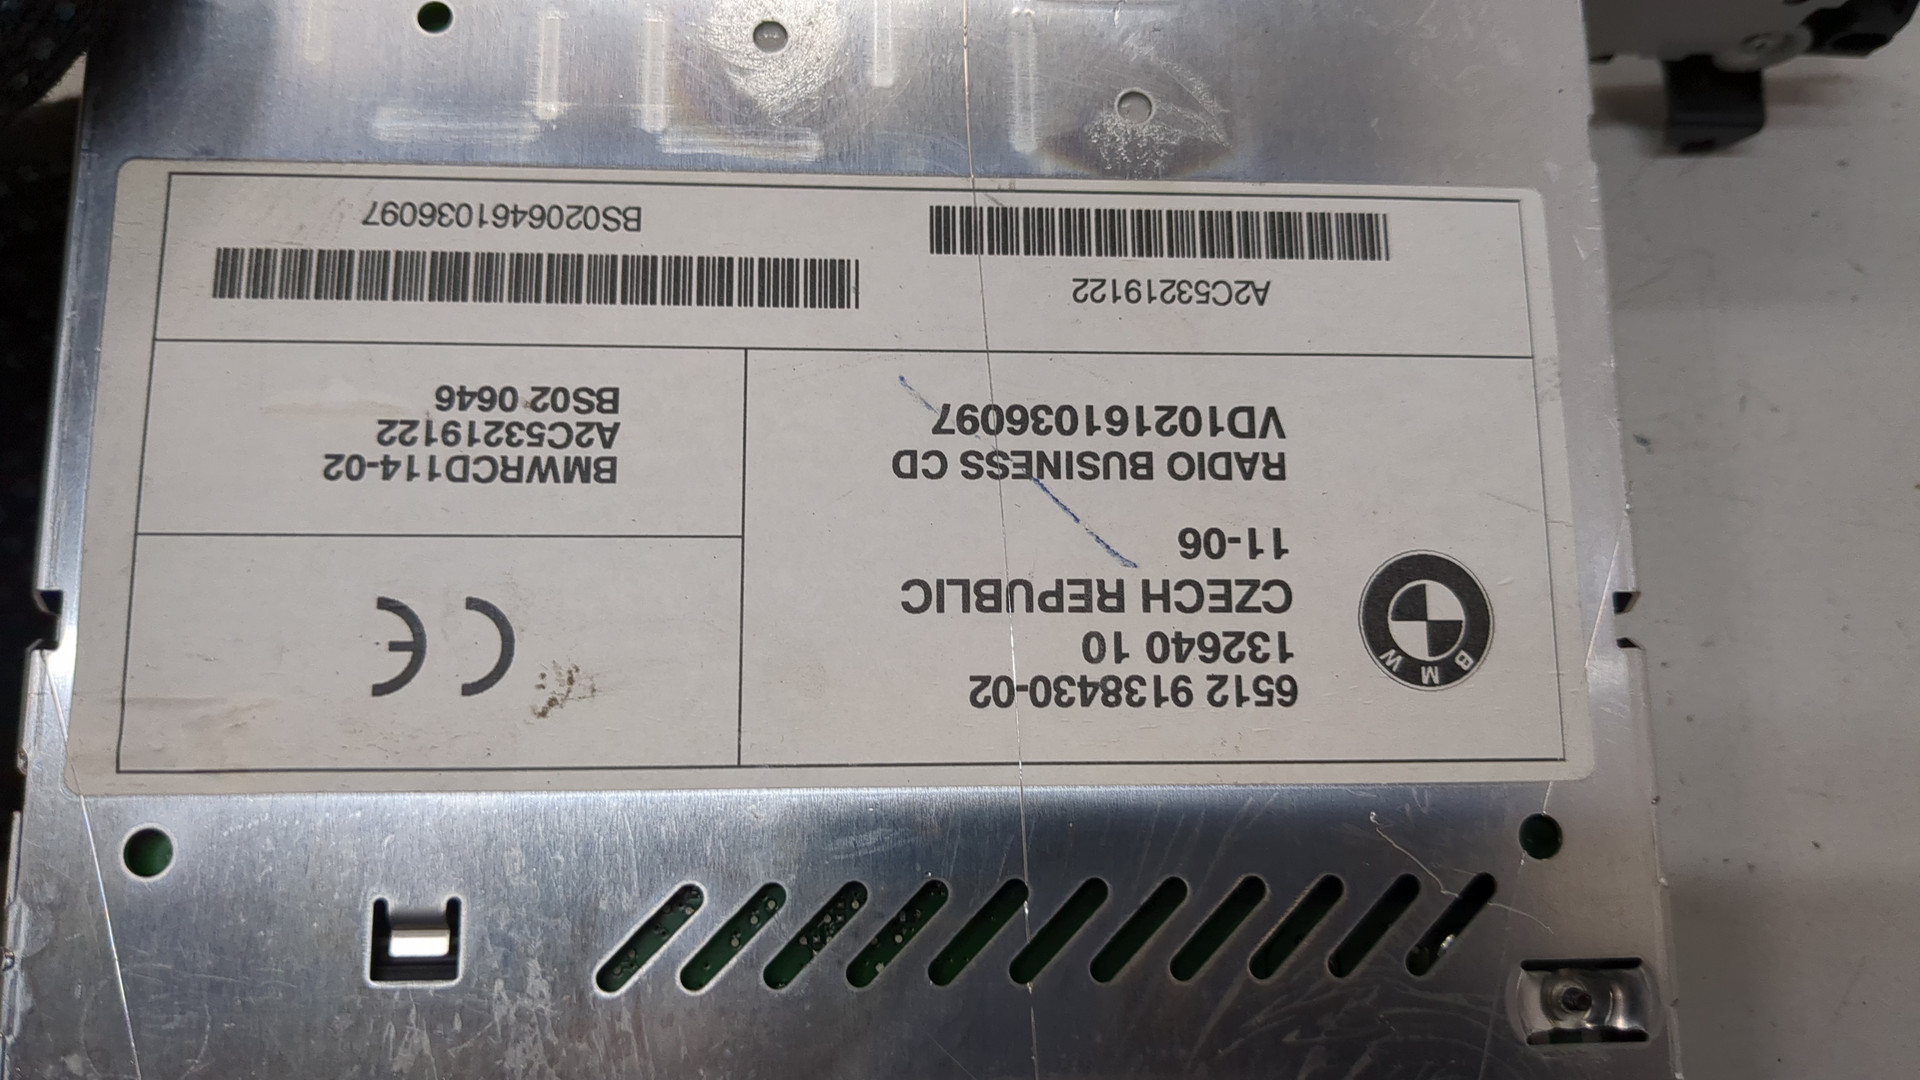 BMW
6512 9138430-02
132640 10
CZECH REPUBLIC
11-06
RADIO BUSINESS CD
VD102161036097
CE
BMWRCD114-02
A2C53219122
BS02 0646
A2C53219122
BS0206461036097